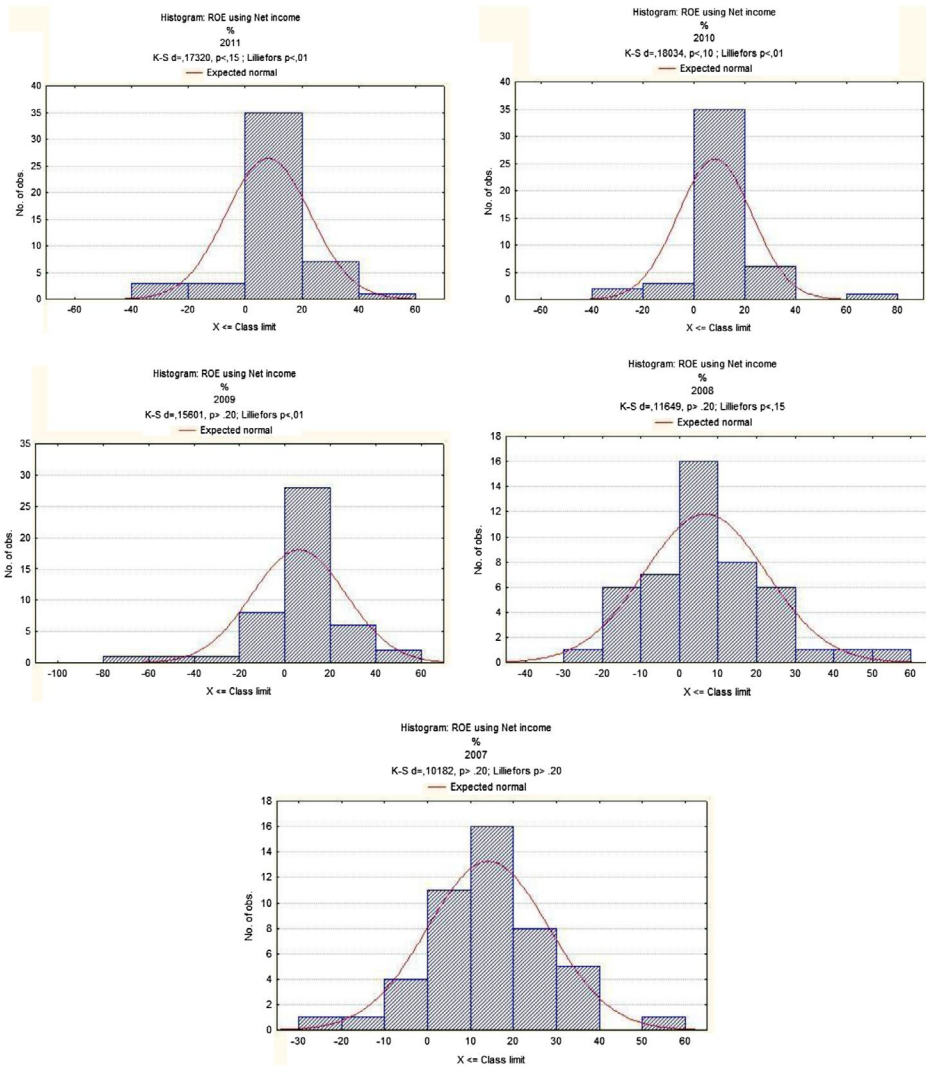 Histogram: ROE using Net income
%
2011
K-S d=,17320, p<,15 ; Lilliefors p<,01
Expected normal
40
35
30
25
20
15
10
5
0
No. of obs.
-60 -40 -20 0 20 40 60
X <= Class limit
Histogram: ROE using Net income
%
2010
K-S d=,18034, p<,10 ; Lilliefors p<,01
Expected normal
40
35
30
25
20
15
10
5
0
No. of obs.
-60 -40 -20 0 20 40 60 80
X <= Class limit
Histogram: ROE using Net income
%
2009
K-S d=,15601, p> .20; Lilliefors p<,01
Expected normal
35
30
25
20
15
10
5
0
No. of obs.
-100 -80 -60 -40 -20 0 20 40 60
X <= Class limit
Histogram: ROE using Net income
%
2008
K-S d=,11649, p> .20; Lilliefors p<,15
Expected normal
18
16
14
12
10
8
6
4
2
0
No. of obs.
-40 -30 -20 -10 0 10 20 30 40 50 60
X <= Class limit
Histogram: ROE using Net income
%
2007
K-S d=,10182, p> .20; Lilliefors p> .20
Expected normal
18
16
14
12
10
8
6
4
2
0
No. of obs.
-30 -20 -10 0 10 20 30 40 50 60
X <= Class limit